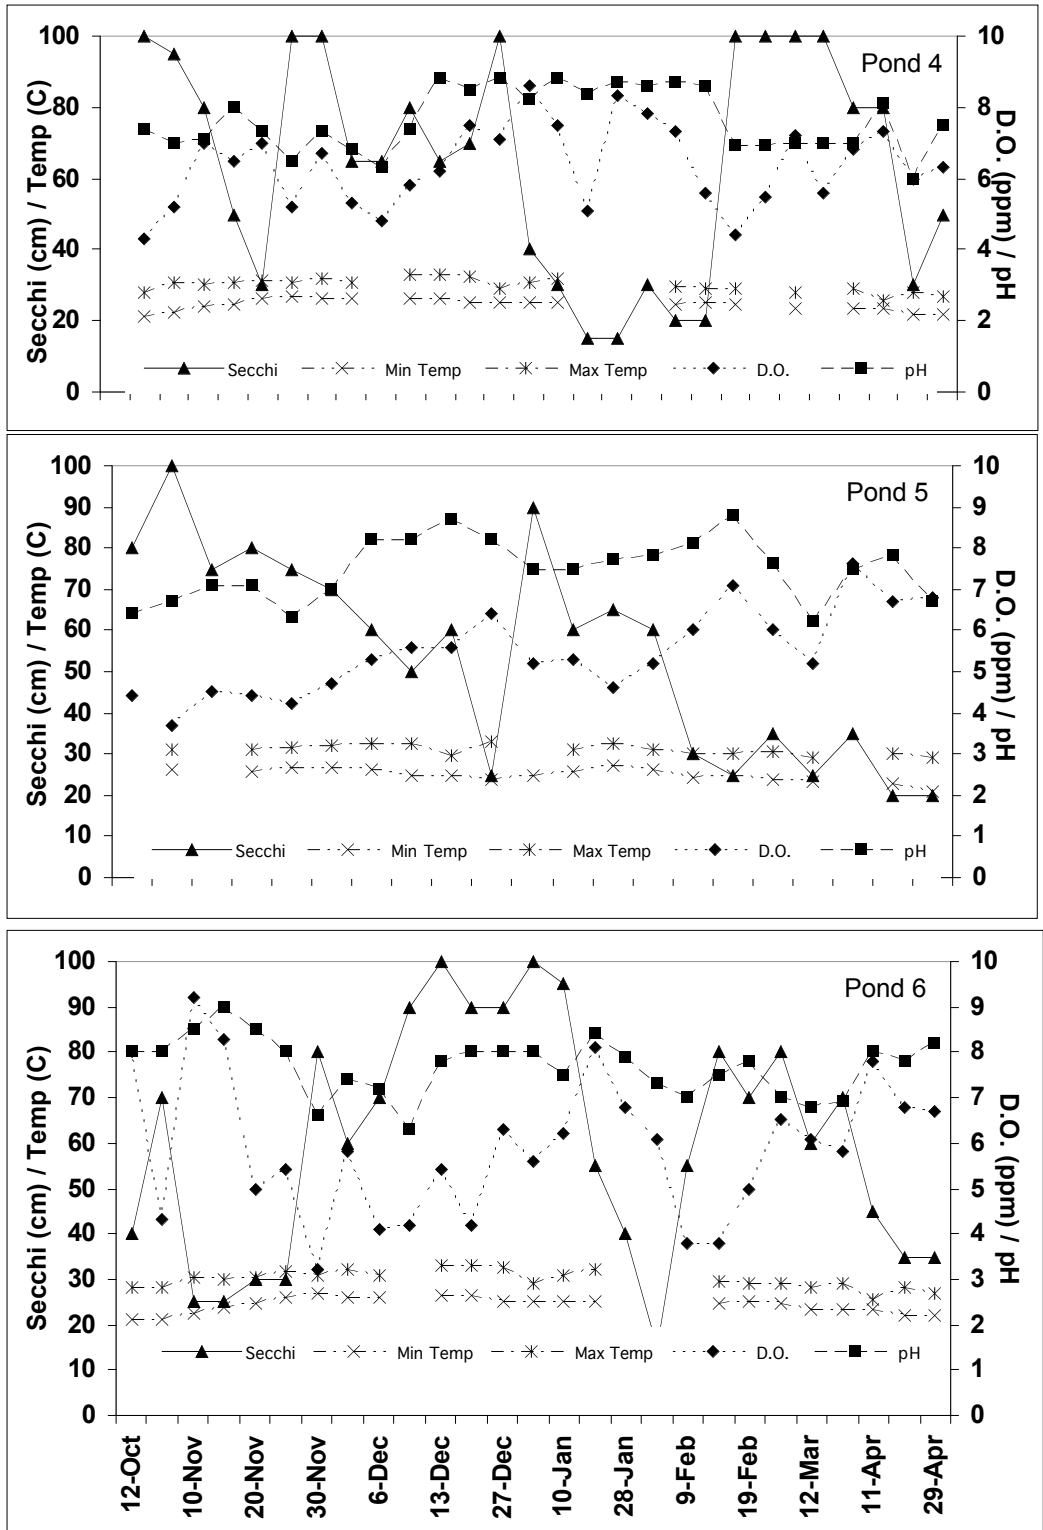 Pond 4
Secchi (cm) / Temp (C)
100
80
60
40
20
0
10
8
6
4
2
0
D.O. (ppm) / pH
Secchi Min Temp Max Temp D.O. pH
Pond 5
Secchi (cm) / Temp (C)
100
90
80
70
60
50
40
30
20
10
0
10
9
8
7
6
5
4
3
2
1
0
D.O. (ppm) / pH
Secchi Min Temp Max Temp D.O. pH
Pond 6
Secchi (cm) / Temp (C)
100
90
80
70
60
50
40
30
20
10
0
10
9
8
7
6
5
4
3
2
1
0
D.O. (ppm) / pH
Secchi Min Temp Max Temp D.O. pH
12-Oct
10-Nov
20-Nov
30-Nov
6-Dec
13-Dec
27-Dec
10-Jan
28-Jan
9-Feb
19-Feb
12-Mar
11-Apr
29-Apr